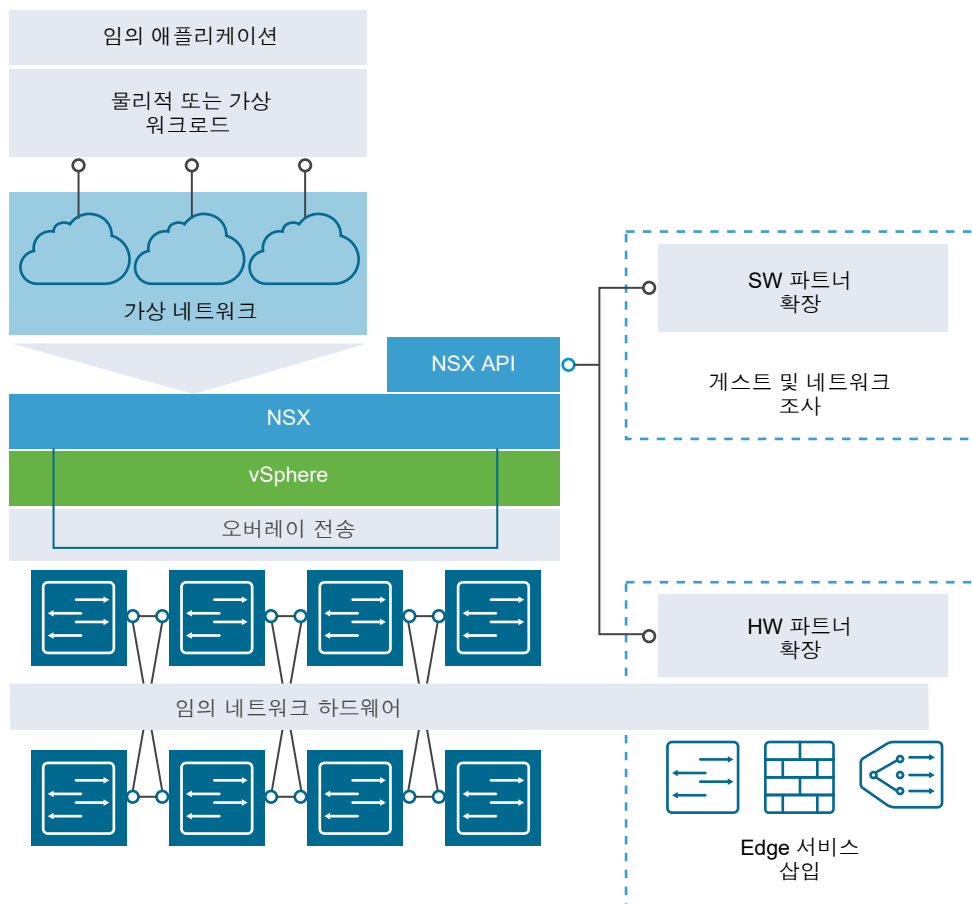 임의 애플리케이션
물리적 또는 가상
워크로드
가상 네트워크
NSX API
NSX
vSphere
오버레이 전송
임의 네트워크 하드웨어
SW 파트너
확장
게스트 및 네트워크
조사
HW 파트너
확장
Edge 서비스
삽입